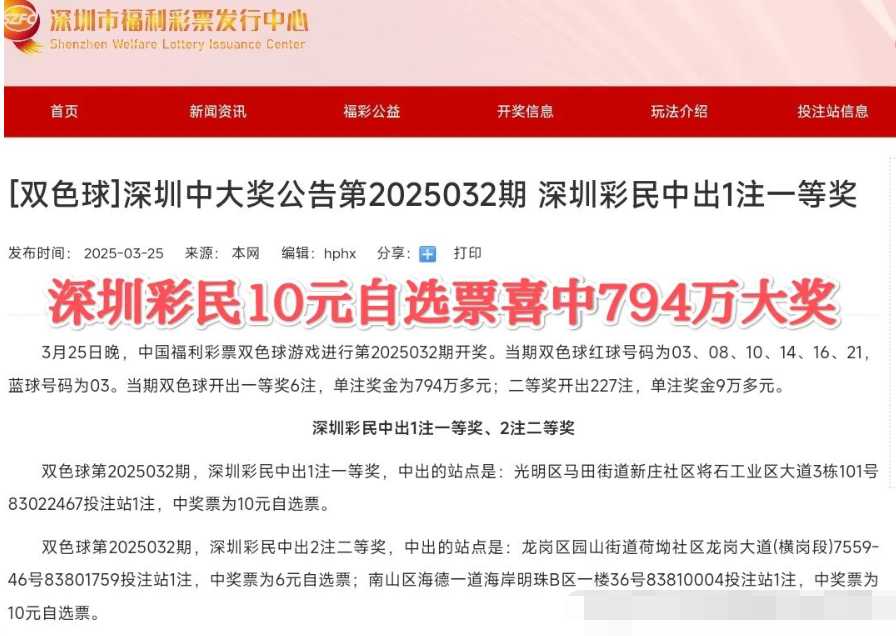 SZFC
深圳市福利彩票发行中心
Shenzhen Welfare Lottery Issuance Center
首页 新闻资讯 福彩公益 开奖信息 玩法介绍 投注站信息
[双色球]深圳中大奖公告第2025032期 深圳彩民中出1注一等奖
发布时间： 2025-03-25 来源： 本网 编辑：hphx 分享： 打印
深圳彩民10元自选票喜中794万大奖
3月25日晚，中国福利彩票双色球游戏进行第2025032期开奖。当期双色球红球号码为03、08、10、14、16、21，
蓝球号码为03。当期双色球开出一等奖6注，单注奖金为794万多元；二等奖开出227注，单注奖金9万多元。
深圳彩民中出1注一等奖、2注二等奖
双色球第2025032期，深圳彩民中出1注一等奖，中出的站点是：光明区马田街道新庄社区将石工业区大道3栋101号
83022467投注站1注，中奖票为10元自选票。
双色球第2025032期，深圳彩民中出2注二等奖，中出的站点是：龙岗区园山街道荷坳社区龙岗大道(横岗段)7559-
46号83801759投注站1注，中奖票为6元自选票；南山区海德一道海岸明珠B区一楼36号83810004投注站1注，中奖票为
10元自选票。